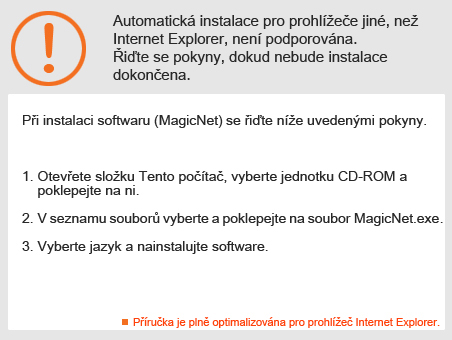 Automatická instalace pro prohlížeče jiné, než
Internet Explorer, není podporována.
Řiďte se pokyny, dokud nebude instalace
dokončena.
Při instalaci softwaru (MagicNet) se řiďte níže uvedenými pokyny.
1. Otevřete složku Tento počítač, vyberte jednotku CD-ROM a
poklepejte na ni.
2. V seznamu souborů vyberte a poklepejte na soubor MagicNet.exe.
3. Vyberte jazyk a nainstalujte software.
Příručka je plně optimalizována pro prohlížeč Internet Explorer.